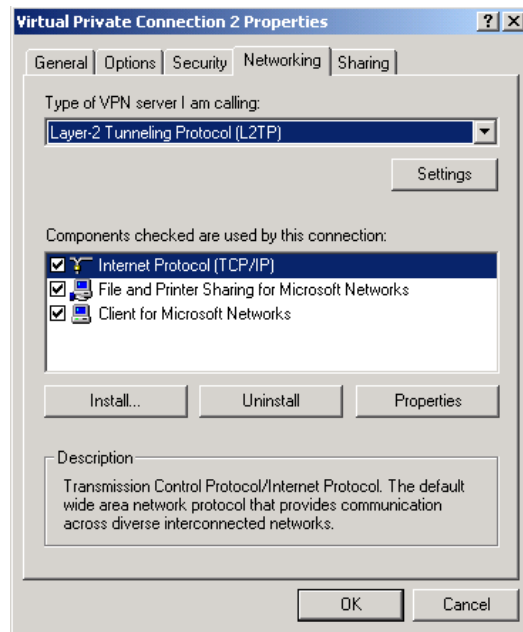 Virtual Private Connection 2 Properties
? X
General Options Security Networking Sharing
Type of VPN server I am calling:
Layer-2 Tunneling Protocol (L2TP)
Settings
Components checked are used by this connection:
Internet Protocol (TCP/IP)
File and Printer Sharing for Microsoft Networks
Client for Microsoft Networks
Install... Uninstall Properties
Description
Transmission Control Protocol/Internet Protocol. The default
wide area network protocol that provides communication
across diverse interconnected networks.
OK Cancel